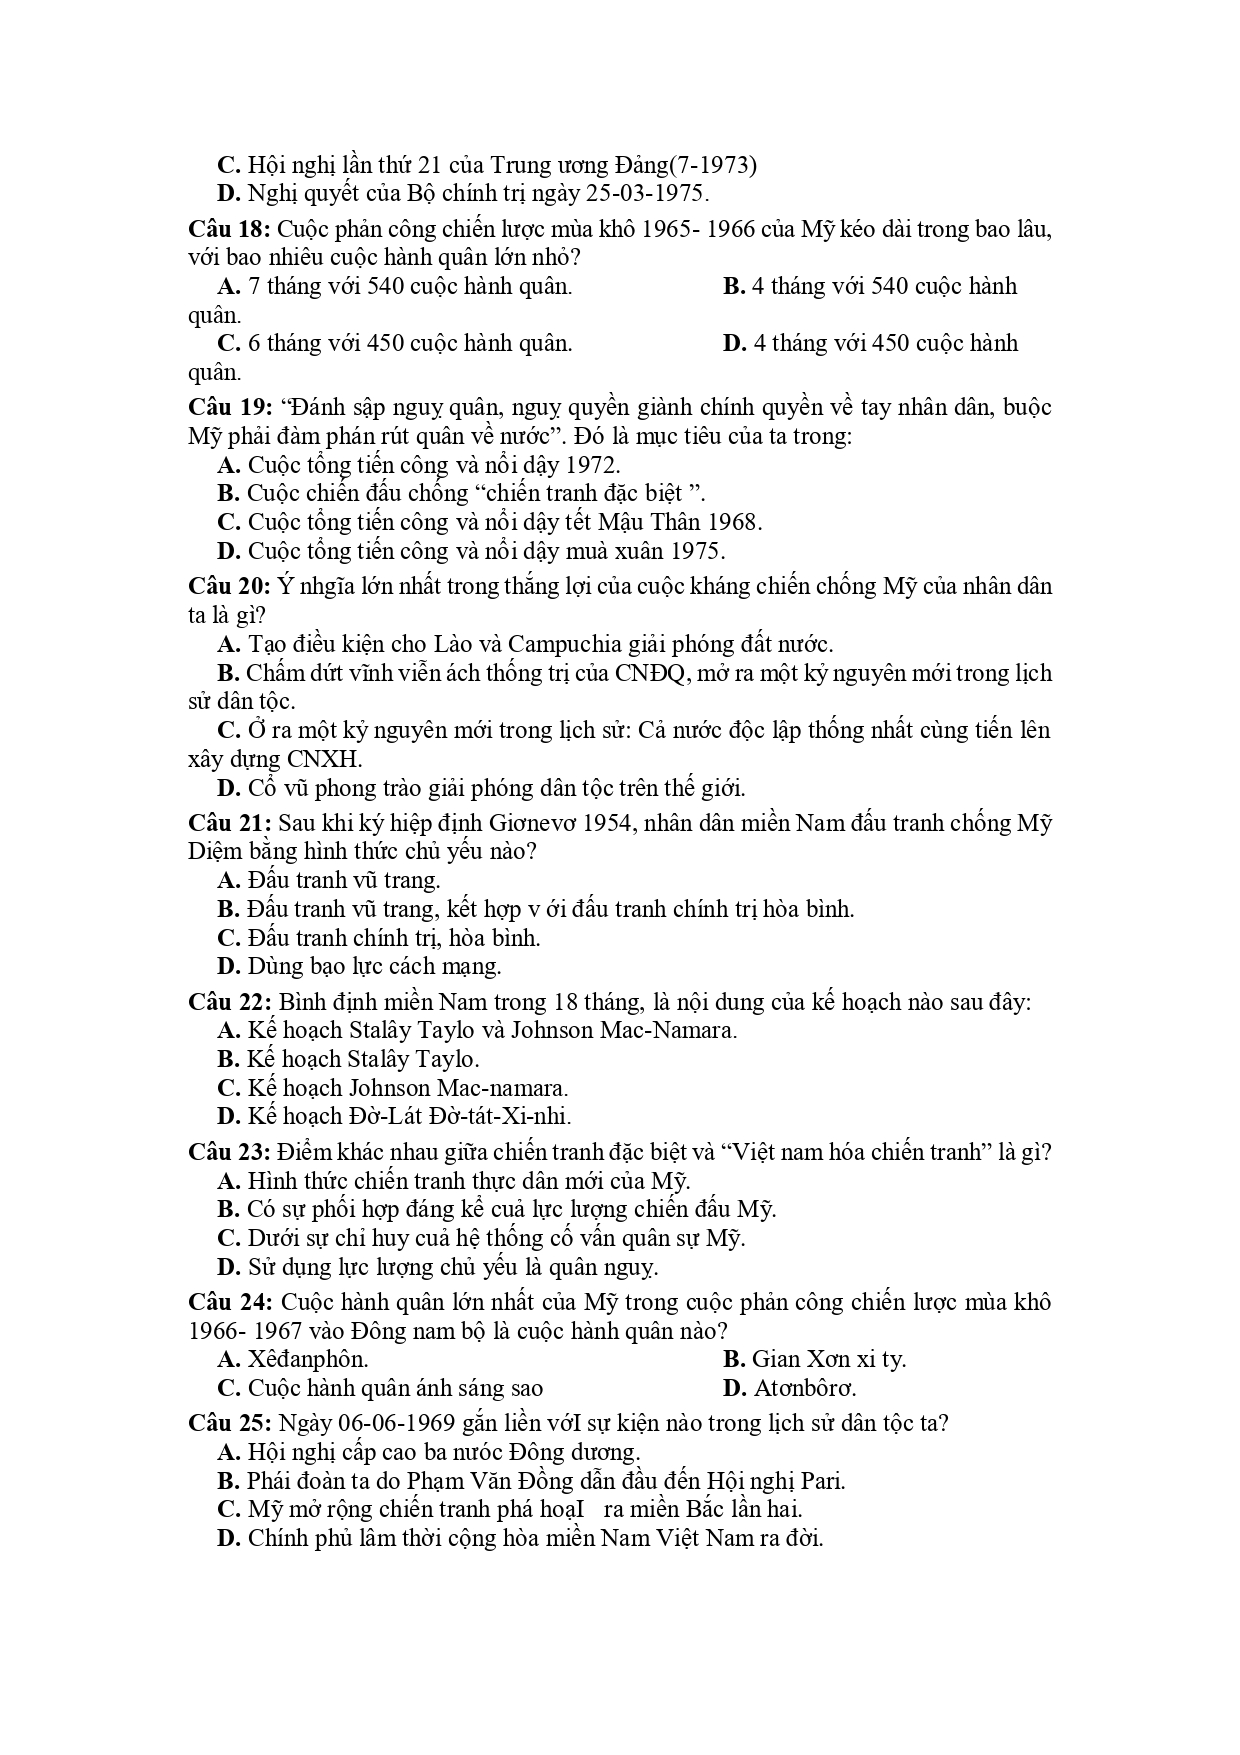 C. Hội nghị lần thứ 21 của Trung ương Đảng(7-1973)
D. Nghị quyết của Bộ chính trị ngày 25-03-1975.
Câu 18: Cuộc phản công chiến lược mùa khô 1965- 1966 của Mỹ kéo dài trong bao lâu,
với bao nhiêu cuộc hành quân lớn nhỏ?
A. 7 tháng với 540 cuộc hành quân. B. 4 tháng với 540 cuộc hành
quân.
C. 6 tháng với 450 cuộc hành quân. D. 4 tháng với 450 cuộc hành
quân.
Câu 19: “Đánh sập nguỵ quân, nguỵ quyền giành chính quyền về tay nhân dân, buộc
Mỹ phải đàm phán rút quân về nước”. Đó là mục tiêu của ta trong:
A. Cuộc tổng tiến công và nổi dậy 1972.
B. Cuộc chiến đấu chống “chiến tranh đặc biệt ”.
C. Cuộc tổng tiến công và nổi dậy tết Mậu Thân 1968.
D. Cuộc tổng tiến công và nổi dậy muà xuân 1975.
Câu 20: Ý nhgĩa lớn nhất trong thắng lợi của cuộc kháng chiến chống Mỹ của nhân dân
ta là gì?
A. Tạo điều kiện cho Lào và Campuchia giải phóng đất nước.
B. Chấm dứt vĩnh viễn ách thống trị của CNĐQ, mở ra một kỷ nguyên mới trong lịch
sử dân tộc.
C. Ở ra một kỷ nguyên mới trong lịch sử: Cả nước độc lập thống nhất cùng tiến lên
xây dựng CNXH.
D. Cổ vũ phong trào giải phóng dân tộc trên thế giới.
Câu 21: Sau khi ký hiệp định Giơnevơ 1954, nhân dân miền Nam đấu tranh chống Mỹ
Diệm bằng hình thức chủ yếu nào?
A. Đấu tranh vũ trang.
B. Đấu tranh vũ trang, kết hợp v ới đấu tranh chính trị hòa bình.
C. Đấu tranh chính trị, hòa bình.
D. Dùng bạo lực cách mạng.
Câu 22: Bình định miền Nam trong 18 tháng, là nội dung của kế hoạch nào sau đây:
A. Kế hoạch Stalây Taylo và Johnson Mac-Namara.
B. Kế hoạch Stalây Taylo.
C. Kế hoạch Johnson Mac-namara.
D. Kế hoạch Đờ-Lát Đờ-tát-Xi-nhi.
Câu 23: Điểm khác nhau giữa chiến tranh đặc biệt và “Việt nam hóa chiến tranh” là gì?
A. Hình thức chiến tranh thực dân mới của Mỹ.
B. Có sự phối hợp đáng kể cuả lực lượng chiến đấu Mỹ.
C. Dưới sự chỉ huy cuả hệ thống cố vấn quân sự Mỹ.
D. Sử dụng lực lượng chủ yếu là quân nguỵ.
Câu 24: Cuộc hành quân lớn nhất của Mỹ trong cuộc phản công chiến lược mùa khô
1966- 1967 vào Đông nam bộ là cuộc hành quân nào?
A. Xêđanphôn. B. Gian Xơn xi ty.
C. Cuộc hành quân ánh sáng sao D. Atơnbôrơ.
Câu 25: Ngày 06-06-1969 gắn liền vớI sự kiện nào trong lịch sử dân tộc ta?
A. Hội nghị cấp cao ba nưóc Đông dương.
B. Phái đoàn ta do Phạm Văn Đồng dẫn đầu đến Hội nghị Pari.
C. Mỹ mở rộng chiến tranh phá hoạI ra miền Bắc lần hai.
D. Chính phủ lâm thời cộng hòa miền Nam Việt Nam ra đời.